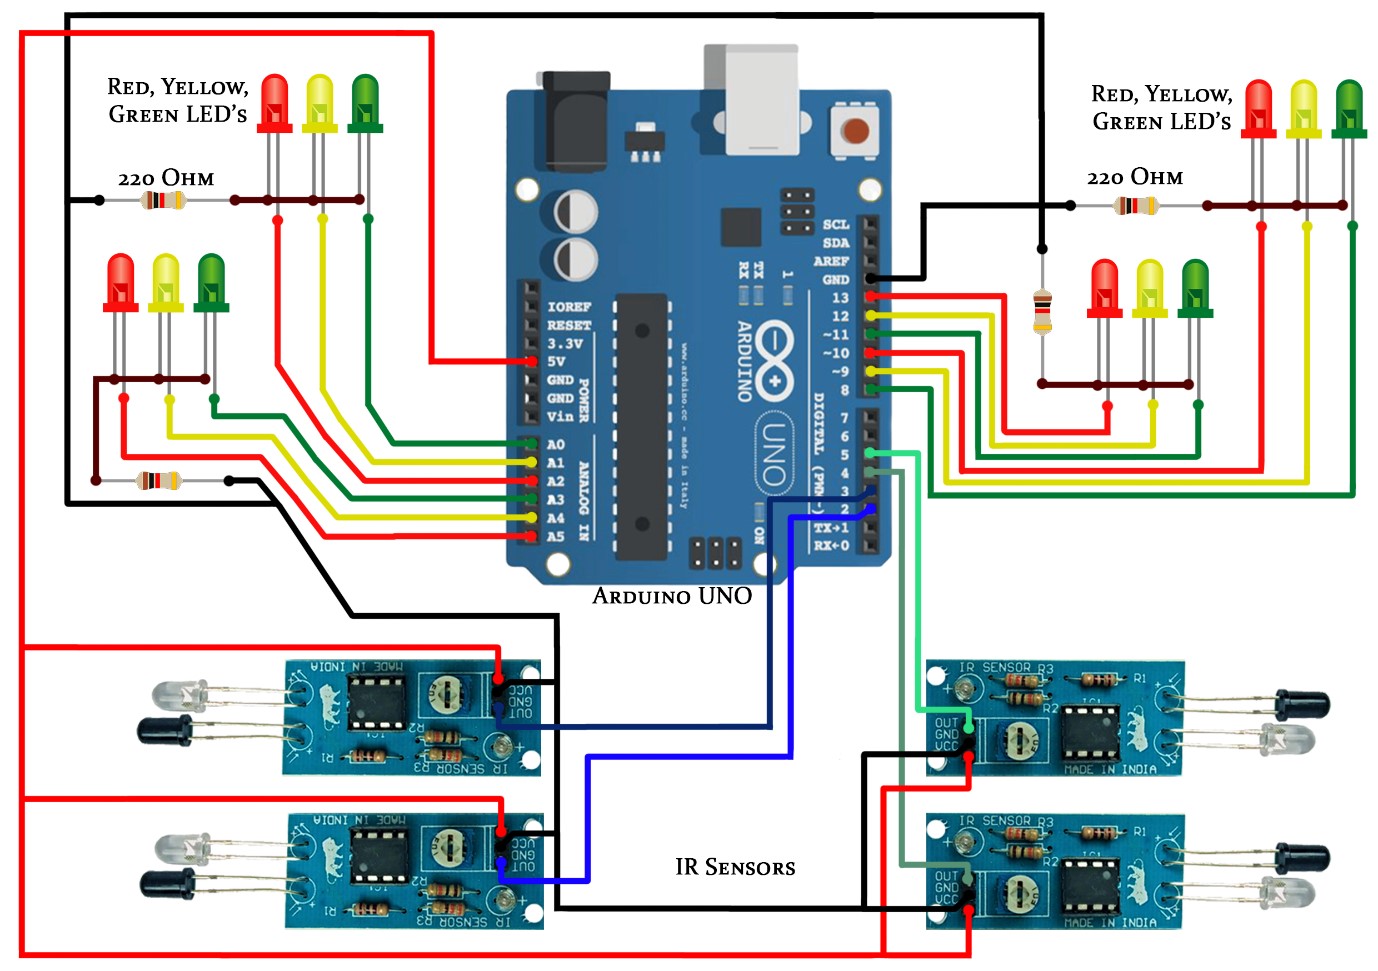 Red, Yellow,
Green LED's
220 Ohm
Red, Yellow,
Green LED's
220 Ohm
SCL
SDA
AREF
GND
13
12
~11
~10
~9
8
7
6
5
4
3
2
TX→1
RX←0
DIGITAL (PWM~)
RX
TX
1
ARDUINO
UNO
ON
www.arduino.cc - made in Italy
IOREF
RESET
3.3V
5V
GND
GND
Vin
POWER
A0
A1
A2
A3
A4
A5
ANALOG IN
Arduino UNO
MADE IN INDIA
VCC
GND
OUT
R2
IC1
R1
R3
IR SENSOR
IR SENSOR R3
R1
R2
IC1
OUT
GND
VCC
MADE IN INDIA
MADE IN INDIA
VCC
GND
OUT
R2
IC1
R1
R3
IR SENSOR
IR Sensors
IR SENSOR R3
R1
R2
IC1
OUT
GND
VCC
MADE IN INDIA